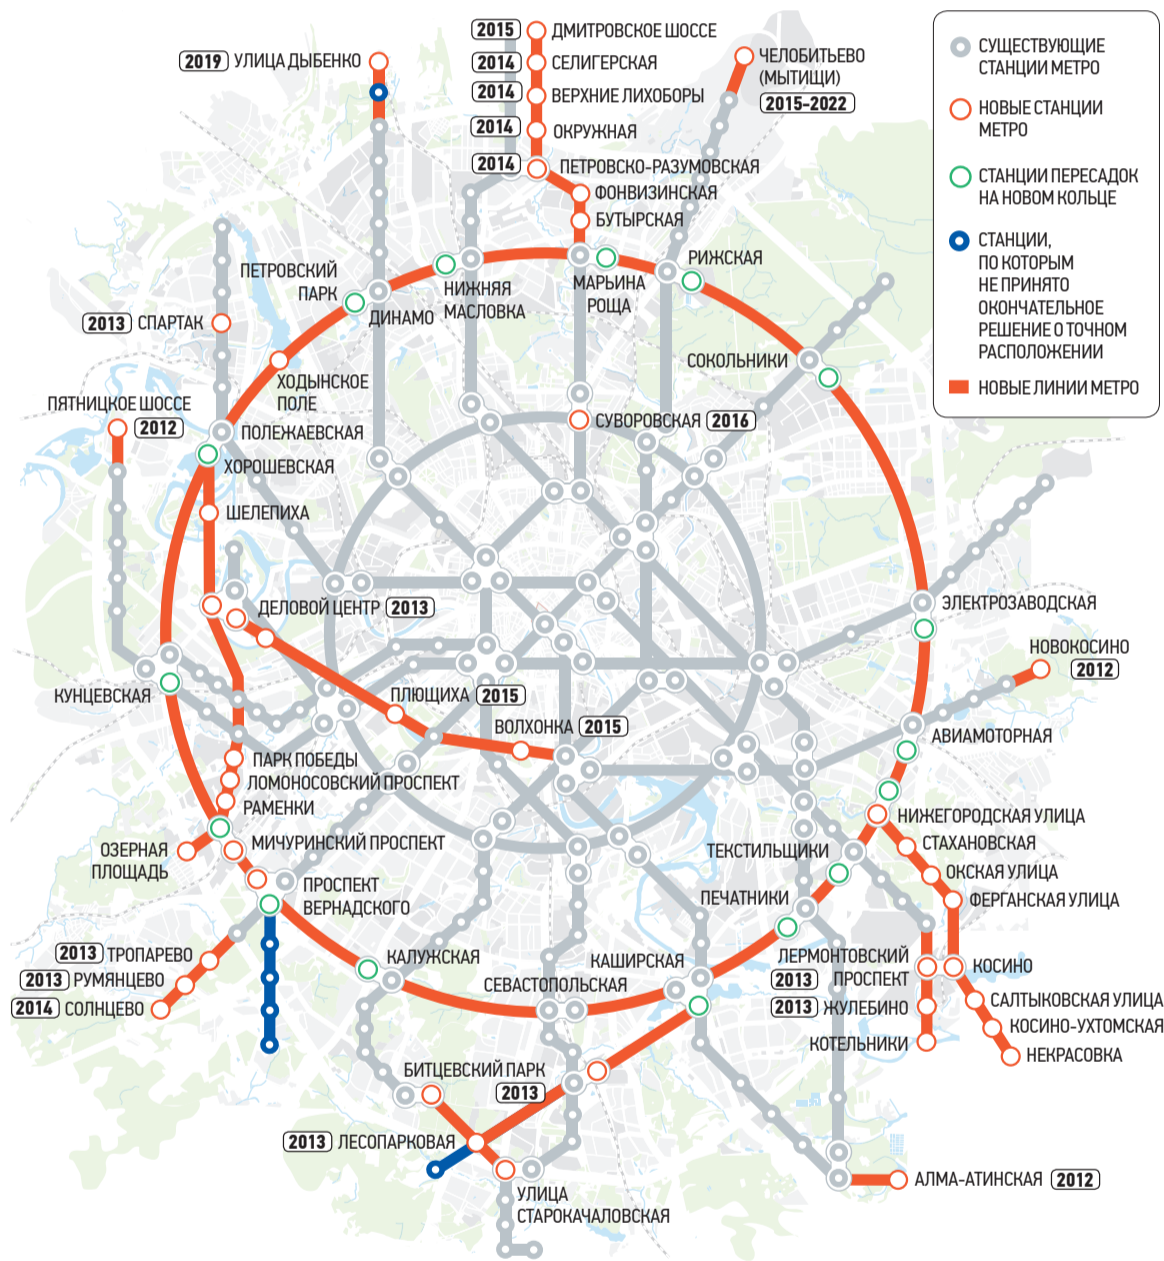 2015 ДМИТРОВСКОЕ ШОССЕ
2014 СЕЛИГЕРСКАЯ
2014 ВЕРХНИЕ ЛИХОБОРЫ
2014 ОКРУЖНАЯ
2014 ПЕТРОВСКО-РАЗУМОВСКАЯ
ФОНВИЗИНСКАЯ
БУТЫРСКАЯ
2019 УЛИЦА ДЫБЕНКО
ЧЕЛОБИТЬЕВО
(МЫТИЩИ)
2015-2022
СУЩЕСТВУЮЩИЕ
СТАНЦИИ МЕТРО
НОВЫЕ СТАНЦИИ
МЕТРО
СТАНЦИИ ПЕРЕСАДОК
НА НОВОМ КОЛЬЦЕ
СТАНЦИИ,
ПО КОТОРЫМ
НЕ ПРИНЯТО
ОКОНЧАТЕЛЬНОЕ
РЕШЕНИЕ О ТОЧНОМ
РАСПОЛОЖЕНИИ
НОВЫЕ ЛИНИИ МЕТРО
ПЕТРОВСКИЙ
ПАРК
ДИНАМО
НИЖНЯЯ
МАСЛОВКА
МАРЬИНА
РОЩА
РИЖСКАЯ
СОКОЛЬНИКИ
2013 СПАРТАК
ХОДЫНСКОЕ
ПОЛЕ
ПЯТНИЦКОЕ ШОССЕ
2012
ПОЛЕЖАЕВСКАЯ
СУВОРОВСКАЯ 2016
ХОРОШЕВСКАЯ
ШЕЛЕПИХА
ДЕЛОВОЙ ЦЕНТР 2013
ЭЛЕКТРОЗАВОДСКАЯ
НОВОКОСИНО
2012
КУНЦЕВСКАЯ
ПЛЮЩИХА 2015
ВОЛХОНКА 2015
АВИАМОТОРНАЯ
ПАРК ПОБЕДЫ
ЛОМОНОСОВСКИЙ ПРОСПЕКТ
РАМЕНКИ
МИЧУРИНСКИЙ ПРОСПЕКТ
ОЗЕРНАЯ
ПЛОЩАДЬ
ПРОСПЕКТ
ВЕРНАДСКОГО
НИЖЕГОРОДСКАЯ УЛИЦА
СТАХАНОВСКАЯ
ОКСКАЯ УЛИЦА
ФЕРГАНСКАЯ УЛИЦА
ТЕКСТИЛЬЩИКИ
ПЕЧАТНИКИ
2013 ТРОПАРЕВО
2013 РУМЯНЦЕВО
2014 СОЛНЦЕВО
КАЛУЖСКАЯ
СЕВАСТОПОЛЬСКАЯ
КАШИРСКАЯ
ЛЕРМОНТОВСКИЙ
2013 ПРОСПЕКТ
КОСИНО
2013 ЖУЛЕБИНО
КОТЕЛЬНИКИ
САЛТЫКОВСКАЯ УЛИЦА
КОСИНО-УХТОМСКАЯ
НЕКРАСОВКА
БИТЦЕВСКИЙ ПАРК
2013
2013 ЛЕСОПАРКОВАЯ
УЛИЦА
СТАРОКАЧАЛОВСКАЯ
АЛМА-АТИНСКАЯ 2012